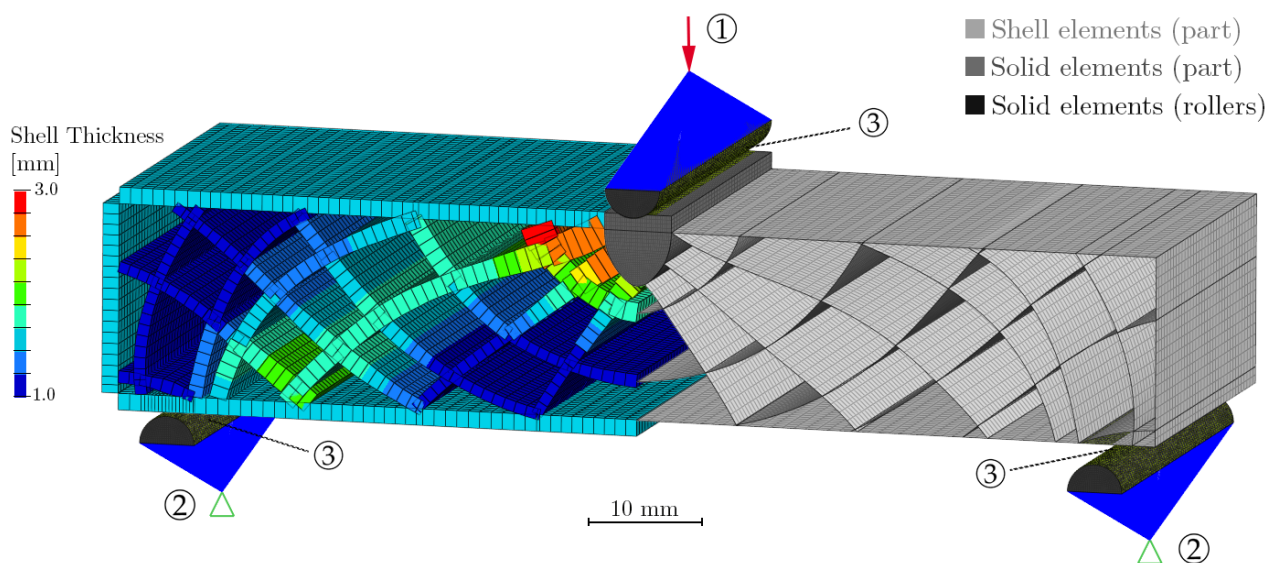 ①
Shell elements (part)
Solid elements (part)
Solid elements (rollers)
③
Shell Thickness
[mm]
3.0
1.0
③
②
10 mm
③
②